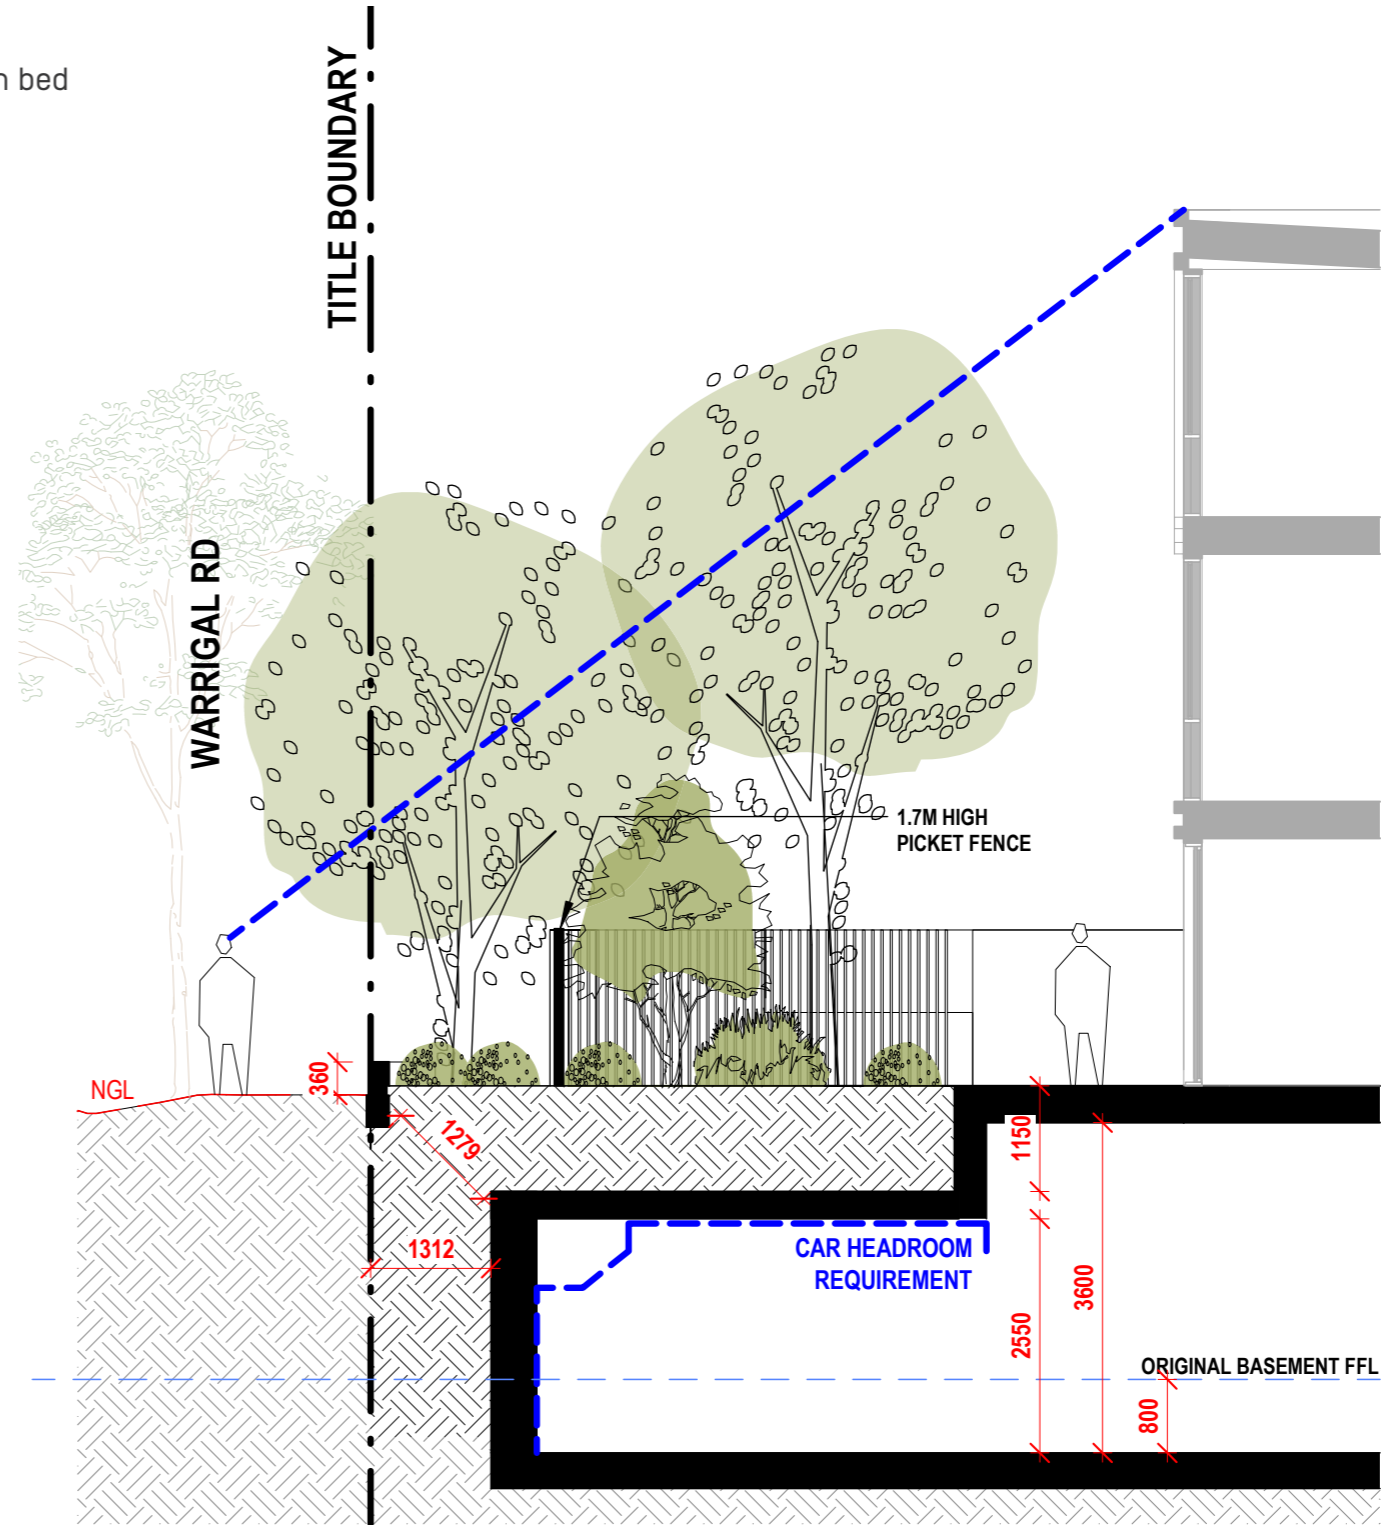 n bed
TITLE BOUNDARY
WARRIGAL RD
1.7M HIGH
PICKET FENCE
NGL
360
1279
1150
1312
CAR HEADROOM
REQUIREMENT
3600
2550
ORIGINAL BASEMENT FFL
800